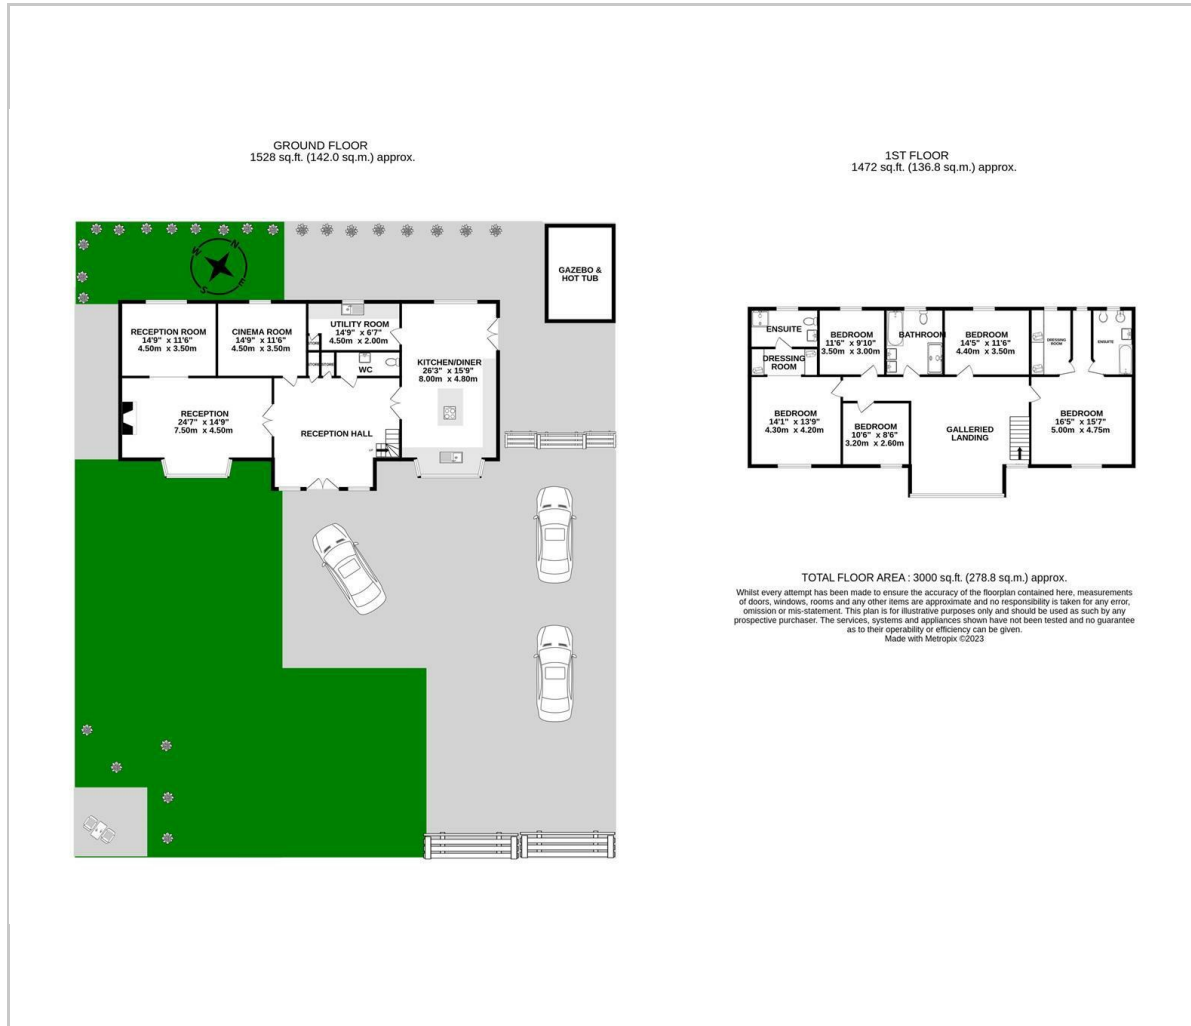 GROUND FLOOR
1528 sq.ft. (142.0 sq.m.) approx.
1ST FLOOR
1472 sq.ft. (136.8 sq.m.) approx.
N
W
E
S
GAZEBO &
HOT TUB
RECEPTION ROOM
14'9" x 11'6"
4.50m x 3.50m
CINEMA ROOM
14'9" x 11'6"
4.50m x 3.50m
UTILITY ROOM
14'9" x 6'7"
4.50m x 2.00m
STORE
STORE
STORE
WC
KITCHEN/DINER
26'3" x 15'9"
8.00m x 4.80m
RECEPTION
24'7" x 14'9"
7.50m x 4.50m
RECEPTION HALL
UP
ENSUITE
DRESSING
ROOM
BEDROOM
11'6" x 9'10"
3.50m x 3.00m
BATHROOM
BEDROOM
14'5" x 11'6"
4.40m x 3.50m
DRESSING
ROOM
ENSUITE
BEDROOM
14'1" x 13'9"
4.30m x 4.20m
BEDROOM
10'6" x 8'6"
3.20m x 2.60m
GALLERIED
LANDING
BEDROOM
16'5" x 15'7"
5.00m x 4.75m
TOTAL FLOOR AREA : 3000 sq.ft. (278.8 sq.m.) approx.
Whilst every attempt has been made to ensure the accuracy of the floorplan contained here, measurements
of doors, windows, rooms and any other items are approximate and no responsibility is taken for any error,
omission or mis-statement. This plan is for illustrative purposes only and should be used as such by any
prospective purchaser. The services, systems and appliances shown have not been tested and no guarantee
as to their operability or efficiency can be given.
Made with Metropix ©2023